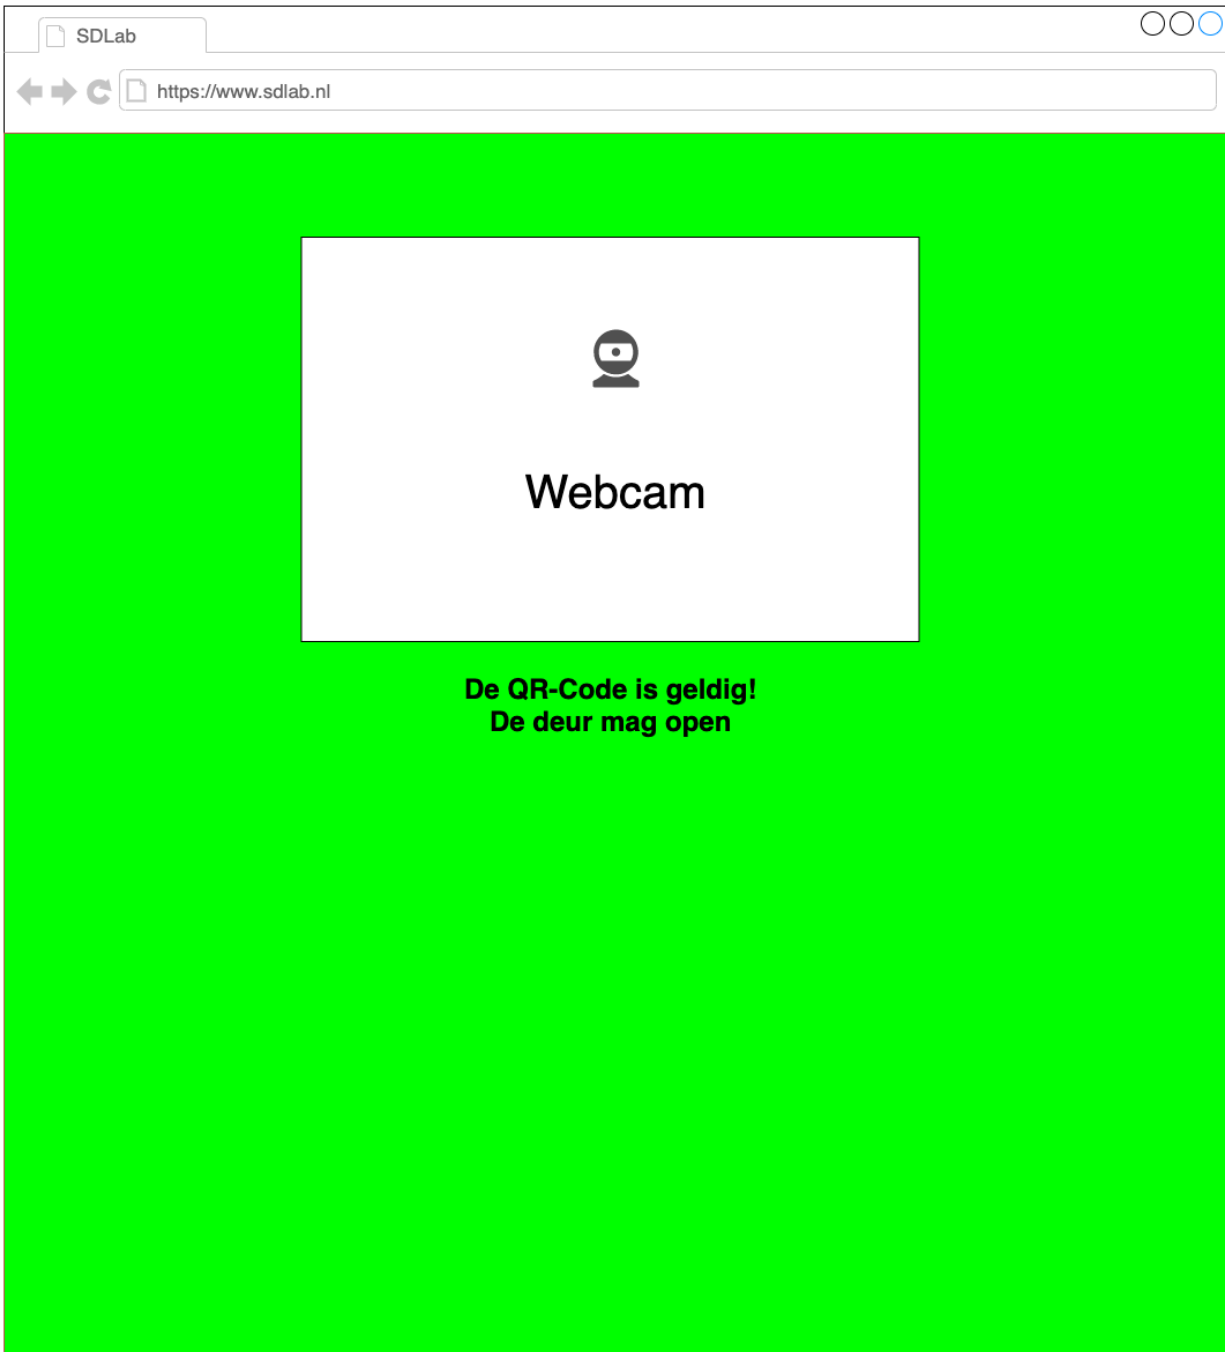 SDLab
https://www.sdlab.nl
Webcam
De QR-Code is geldig!
De deur mag open